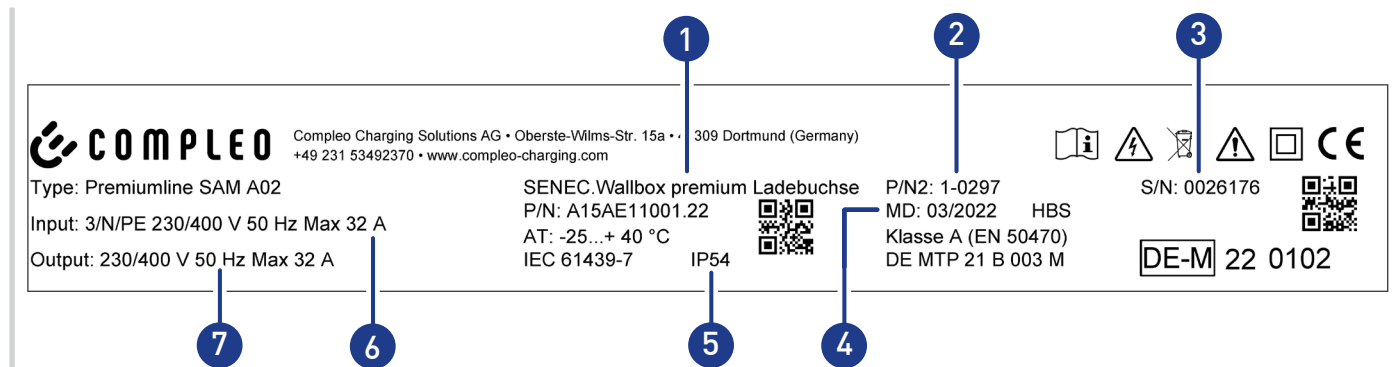 1
2
3
COMPLEO
Compleo Charging Solutions AG • Oberste-Wilms-Str. 15a • 4 309 Dortmund (Germany)
+49 231 53492370 • www.compleo-charging.com
Type: Premiumline SAM A02
Input: 3/N/PE 230/400 V 50 Hz Max 32 A
Output: 230/400 V 50 Hz Max 32 A
SENEC.Wallbox premium Ladebuchse
P/N: A15AE11001.22
AT: -25...+ 40 °C
IEC 61439-7 IP54
P/N2: 1-0297
MD: 03/2022 HBS
Klasse A (EN 50470)
DE MTP 21 B 003 M
i
CE
S/N: 0026176
DE-M 22 0102
7
6
5
4